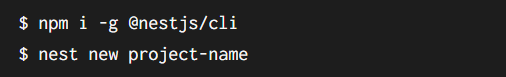 $ npm i -g @nestjs/cli
$ nest new project-name